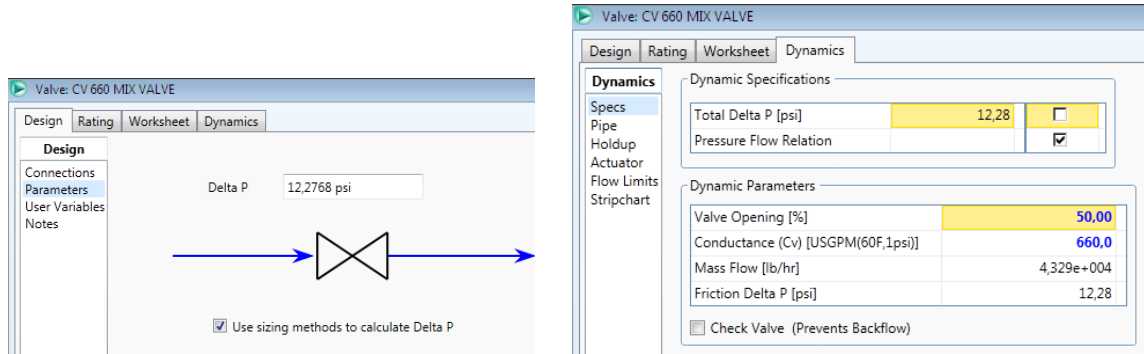 Valve: CV 660 MIX VALVE
Design Rating Worksheet Dynamics
Design
Connections
Parameters
User Variables
Notes
Delta P 12,2768 psi
Use sizing methods to calculate Delta P
Valve: CV 660 MIX VALVE
Design Rating Worksheet Dynamics
Dynamics
Specs
Pipe
Holdup
Actuator
Flow Limits
Stripchart
Dynamic Specifications
Total Delta P [psi] 12,28
Pressure Flow Relation
Dynamic Parameters
Valve Opening [%] 50,00
Conductance (Cv) [USGPM(60F,1psi)] 660,0
Mass Flow [lb/hr] 4,329e+004
Friction Delta P [psi] 12,28
Check Valve (Prevents Backflow)